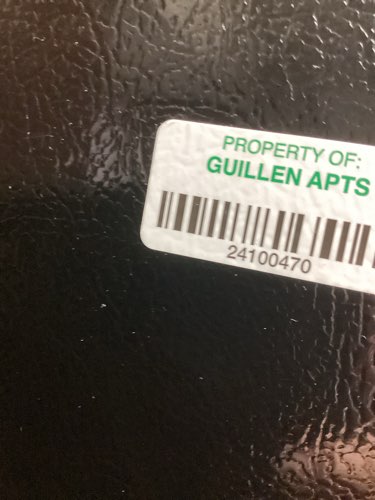 PROPERTY OF:
GUILLEN APTS
24100470